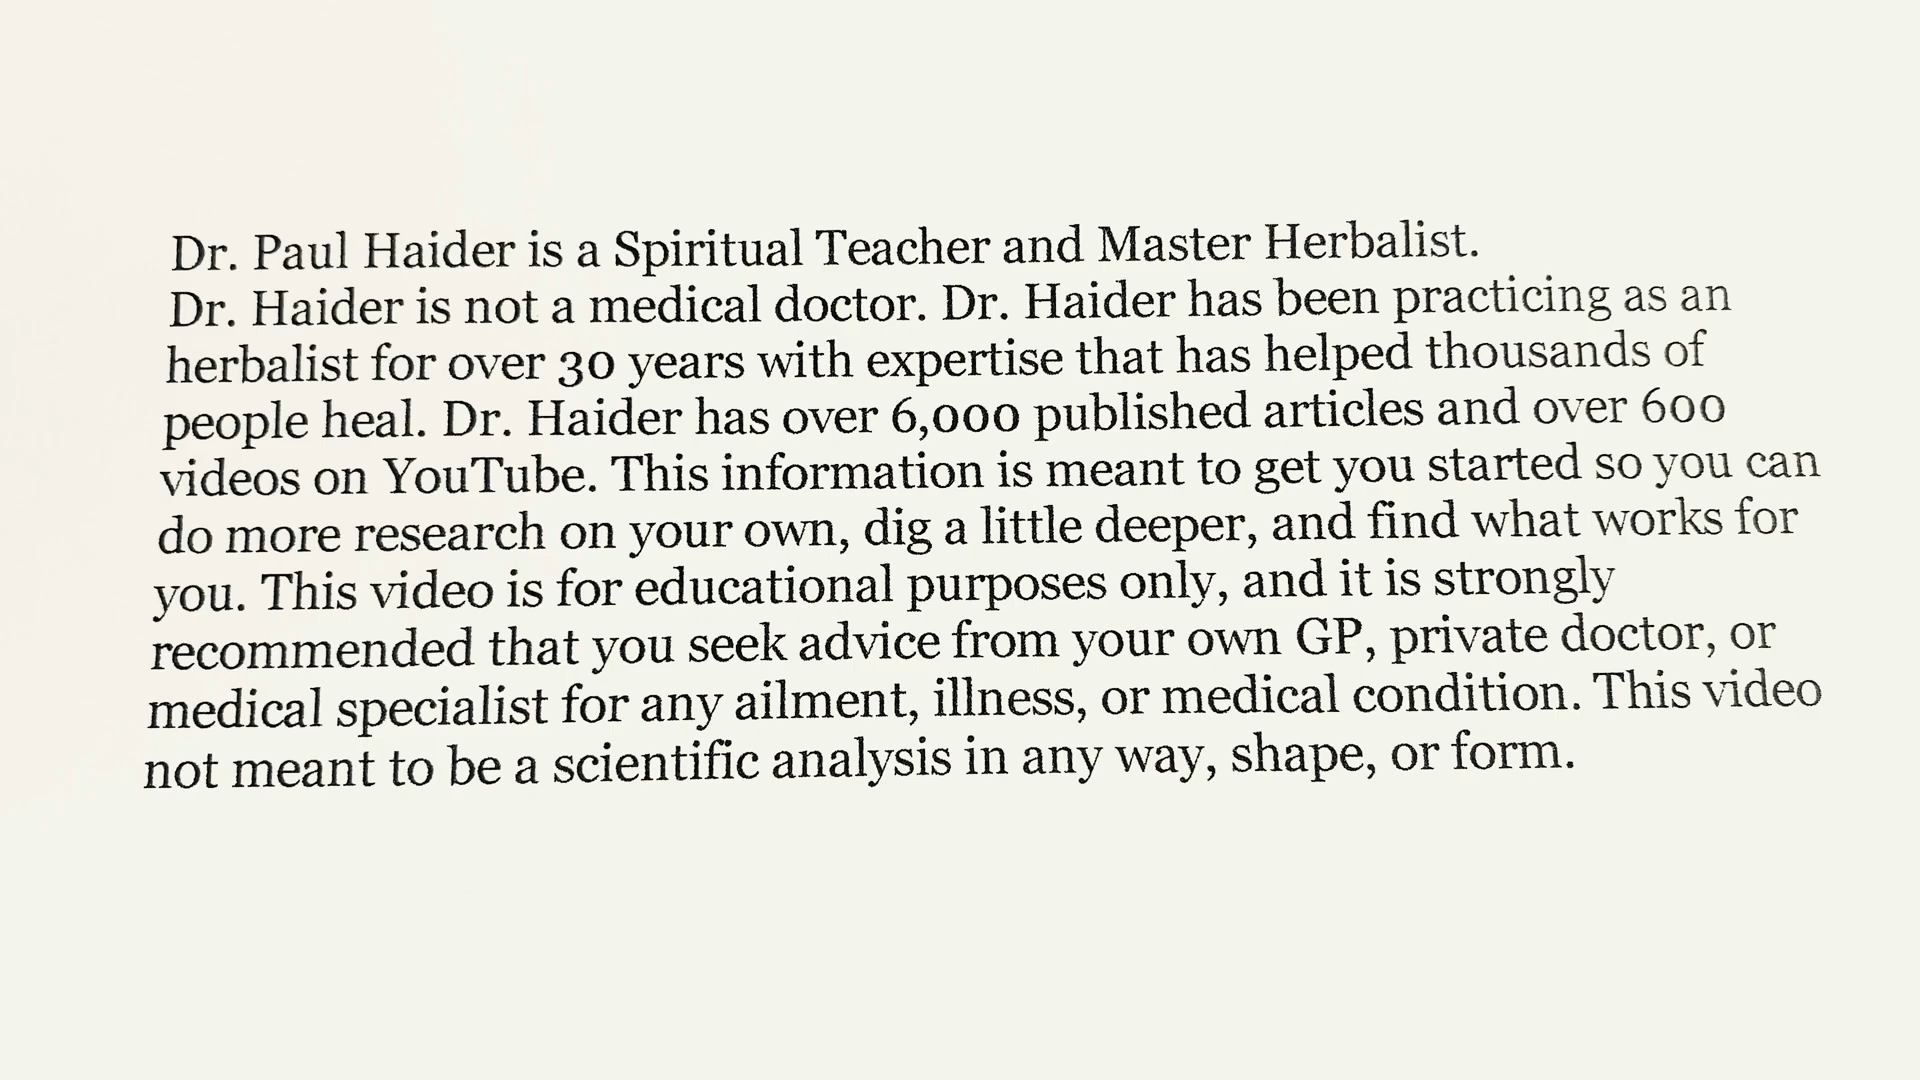 Dr. Paul Haider is a Spiritual Teacher and Master Herbalist.
Dr. Haider is not a medical doctor. Dr. Haider has been practicing as an
herbalist for over 30 years with expertise that has helped thousands of
people heal. Dr. Haider has over 6,000 published articles and over 600
videos on YouTube. This information is meant to get you started so you can
do more research on your own, dig a little deeper, and find what works for
you. This video is for educational purposes only, and it is strongly
recommended that you seek advice from your own GP, private doctor, or
medical specialist for any ailment, illness, or medical condition. This video
not meant to be a scientific analysis in any way, shape, or form.